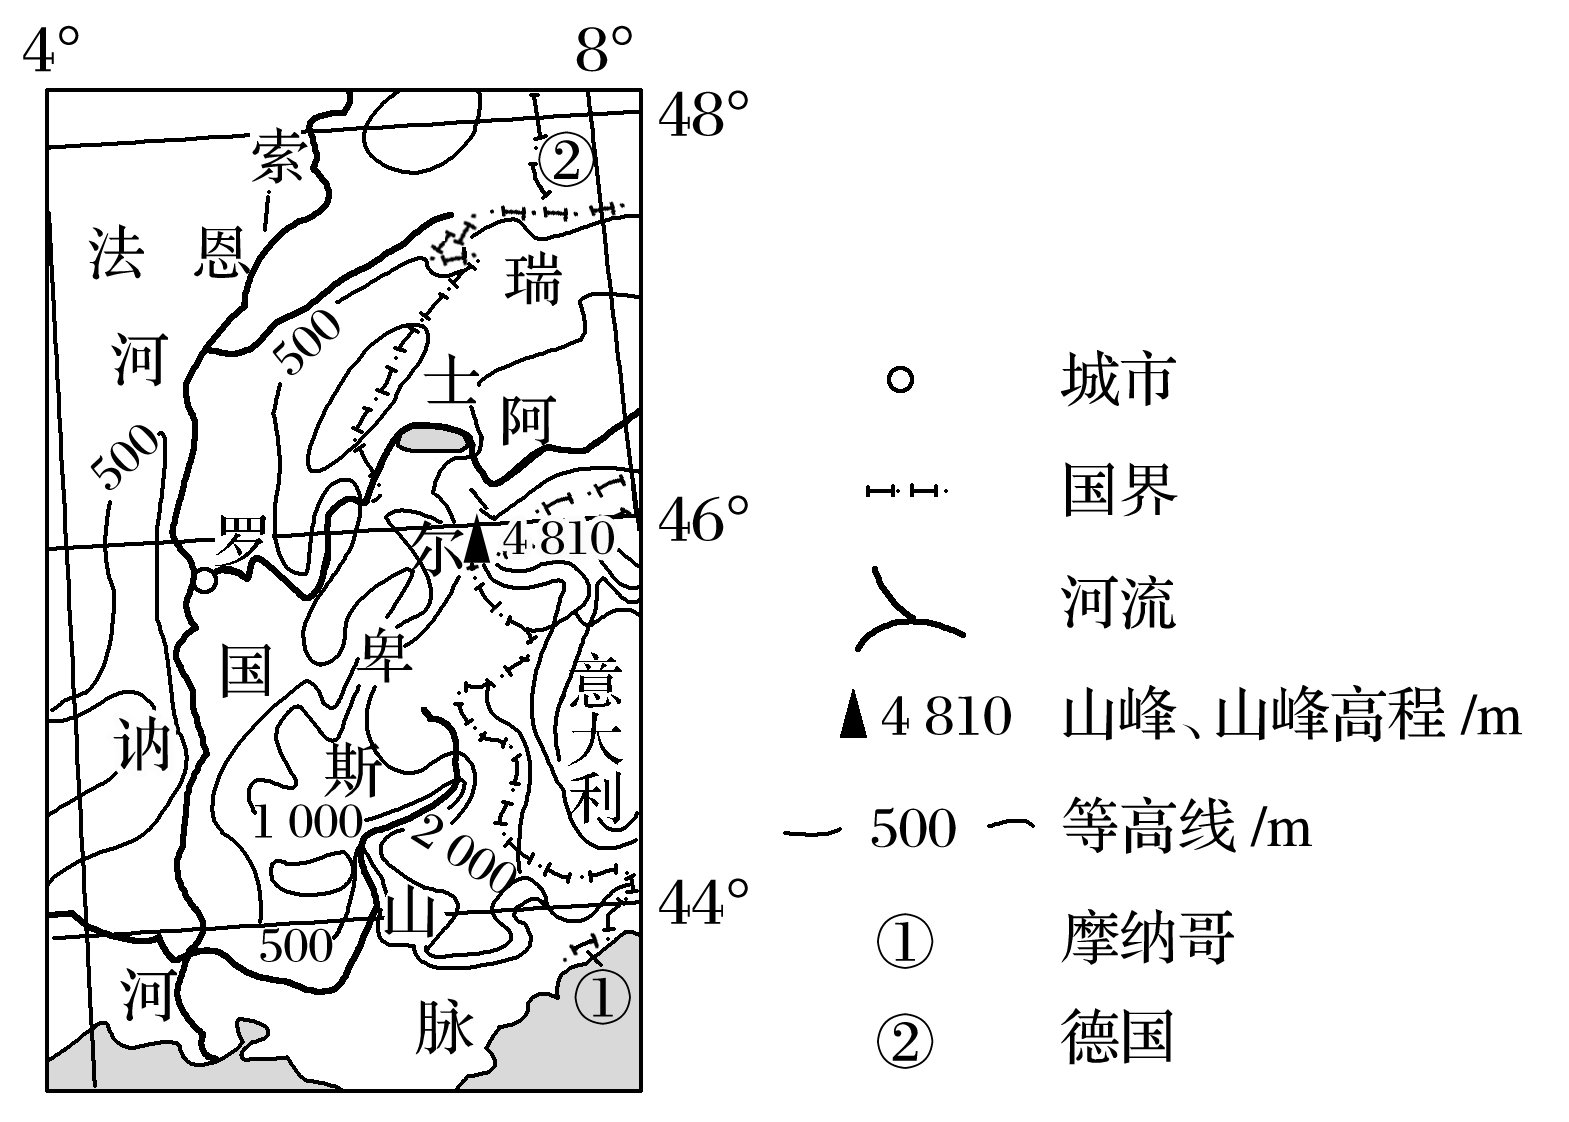 4° 8°
48°
索
②
法 恩
瑞
河
500
士
阿
500
46°
罗
尔 4 810
国 卑
意
大
利
讷
斯
1 000
2 000
44°
山
500
河
①
脉
城市
国界
河流
4 810 山峰、山峰高程/m
500 等高线/m
① 摩纳哥
② 德国